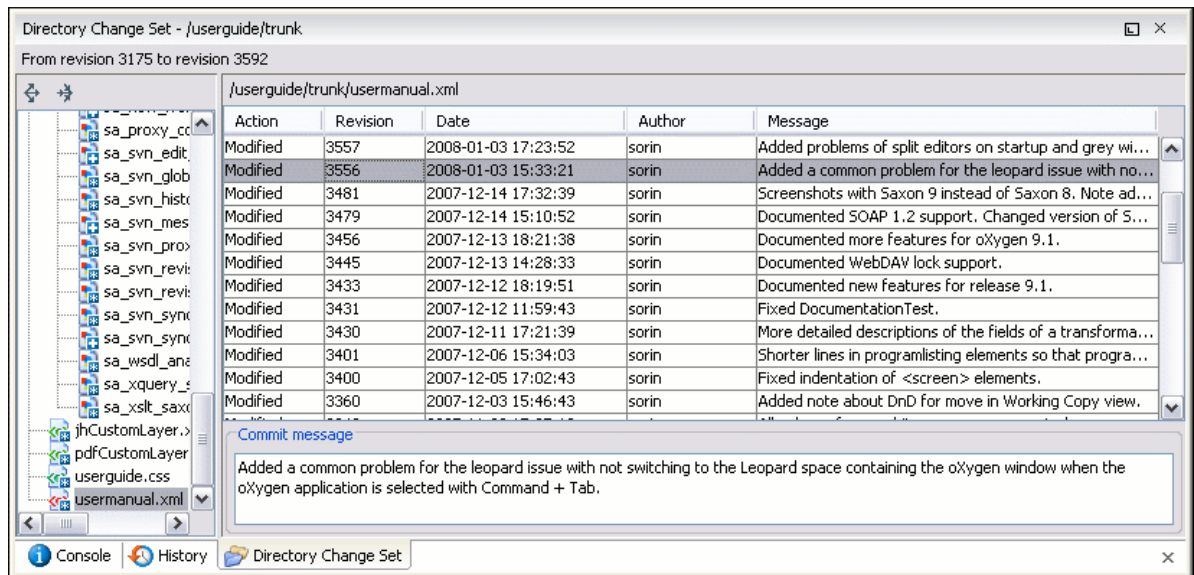 Directory Change Set - /userguide/trunk
From revision 3175 to revision 3592
/userguide/trunk/usermanual.xml
Action Revision Date Author Message
Modified 3557 2008-01-03 17:23:52 sorin Added problems of split editors on startup and grey wi...
Modified 3556 2008-01-03 15:33:21 sorin Added a common problem for the leopard issue with no...
Modified 3481 2007-12-14 17:32:39 sorin Screenshots with Saxon 9 instead of Saxon 8. Note ad...
Modified 3479 2007-12-14 15:10:52 sorin Documented SOAP 1.2 support. Changed version of S...
Modified 3456 2007-12-13 18:21:38 sorin Documented more features for oXygen 9.1.
Modified 3445 2007-12-13 14:28:33 sorin Documented WebDAV lock support.
Modified 3433 2007-12-12 18:19:51 sorin Documented new features for release 9.1.
Modified 3431 2007-12-12 11:59:43 sorin Fixed DocumentationTest.
Modified 3430 2007-12-11 17:21:39 sorin More detailed descriptions of the fields of a transforma...
Modified 3401 2007-12-06 15:34:03 sorin Shorter lines in programlisting elements so that progra...
Modified 3400 2007-12-05 17:02:43 sorin Fixed indentation of <screen> elements.
Modified 3360 2007-12-03 15:46:43 sorin Added note about DnD for move in Working Copy view.
sa_proxy_cc
sa_svn_edit_
sa_svn_glob
sa_svn_histo
sa_svn_mes
sa_svn_prox
sa_svn_revis
sa_svn_revis
sa_svn_sync
sa_svn_sync
sa_wsdl_ana
sa_xquery_s
sa_xslt_saxo
jhCustomLayer.x
pdfCustomLayer
userguide.css
usermanual.xml
Commit message
Added a common problem for the leopard issue with not switching to the Leopard space containing the oXygen window when the
oXygen application is selected with Command + Tab.
Console History Directory Change Set